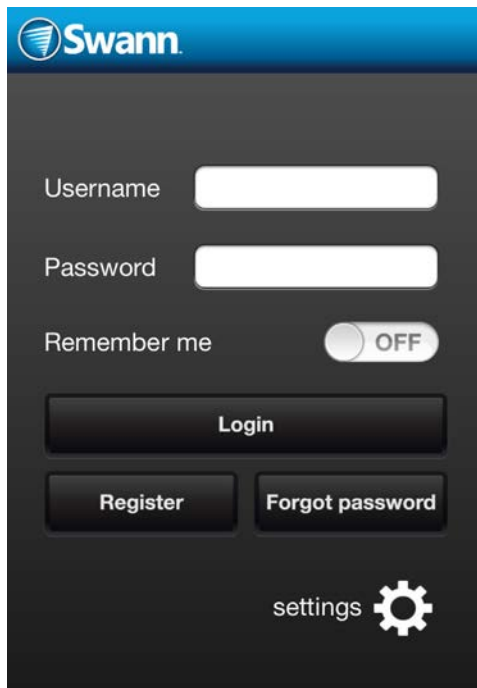 Swann.
Username
Password
Remember me OFF
Login
Register Forgot password
settings